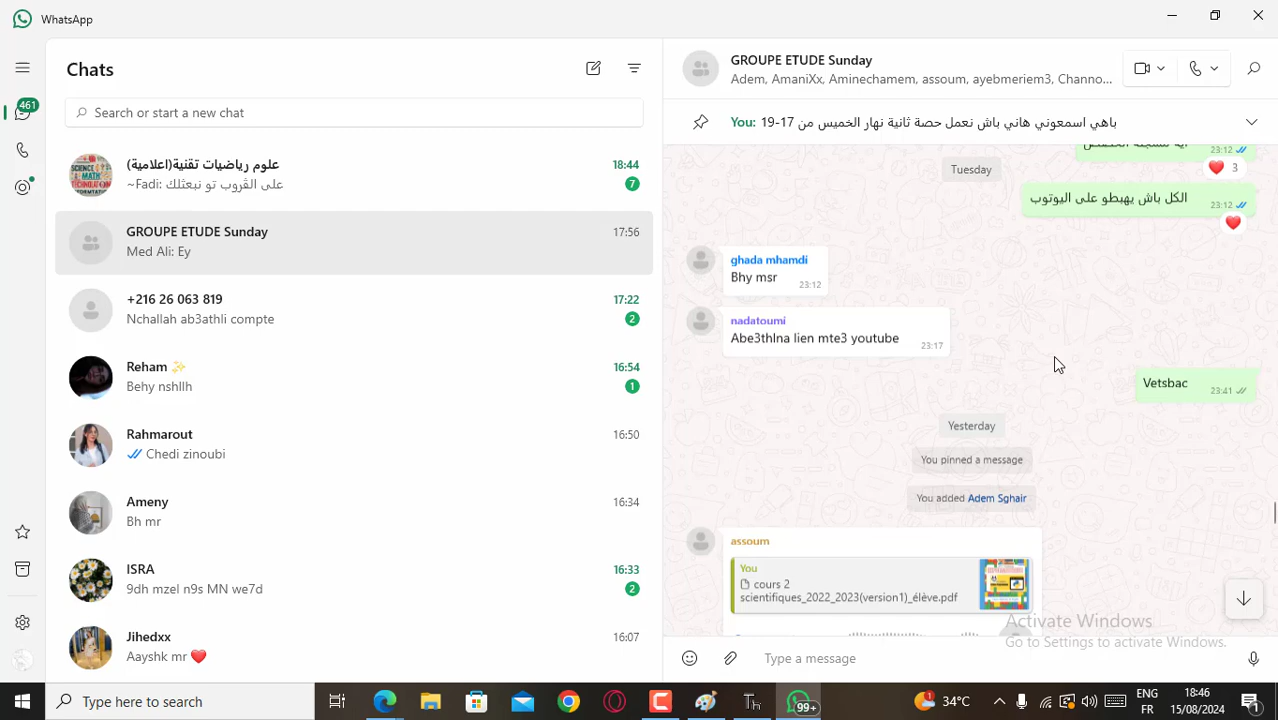 WhatsApp
Chats
Search or start a new chat
461
علوم رياضيات تقنية(اعلامية)
18:44
~Fadi: على الڨروب تو نبعثلك
7
GROUPE ETUDE Sunday
17:56
Med Ali: Ey
+216 26 063 819
17:22
Nchallah ab3athli compte
2
Reham ✨
16:54
Behy nshllh
1
Rahmarout
16:50
Chedi zinoubi
Ameny
16:34
Bh mr
ISRA
16:33
9dh mzel n9s MN we7d
2
Jihedxx
16:07
Aayshk mr ❤️
GROUPE ETUDE Sunday
Adem, AmaniXx, Aminechamem, assoum, ayebmeriem3, Channo...
You: باهي اسمعوني هاني باش نعمل حصة ثانية نهار الخميس من 17-19
23:12
❤️ 3
Tuesday
الكل باش يهبطو على اليوتوب
23:12
❤️
ghada mhamdi
Bhy msr
23:12
nadatoumi
Abe3thlna lien mte3 youtube
23:17
Vetsbac
23:41
Yesterday
You pinned a message
You added Adem Sghair
assoum
You
cours 2
scientifiques_2022_2023(version1)_élève.pdf
Activate Windows
Go to Settings to activate Windows.
Type a message
Type here to search
99+
1
34°C
ENG
FR
18:46
15/08/2024
1